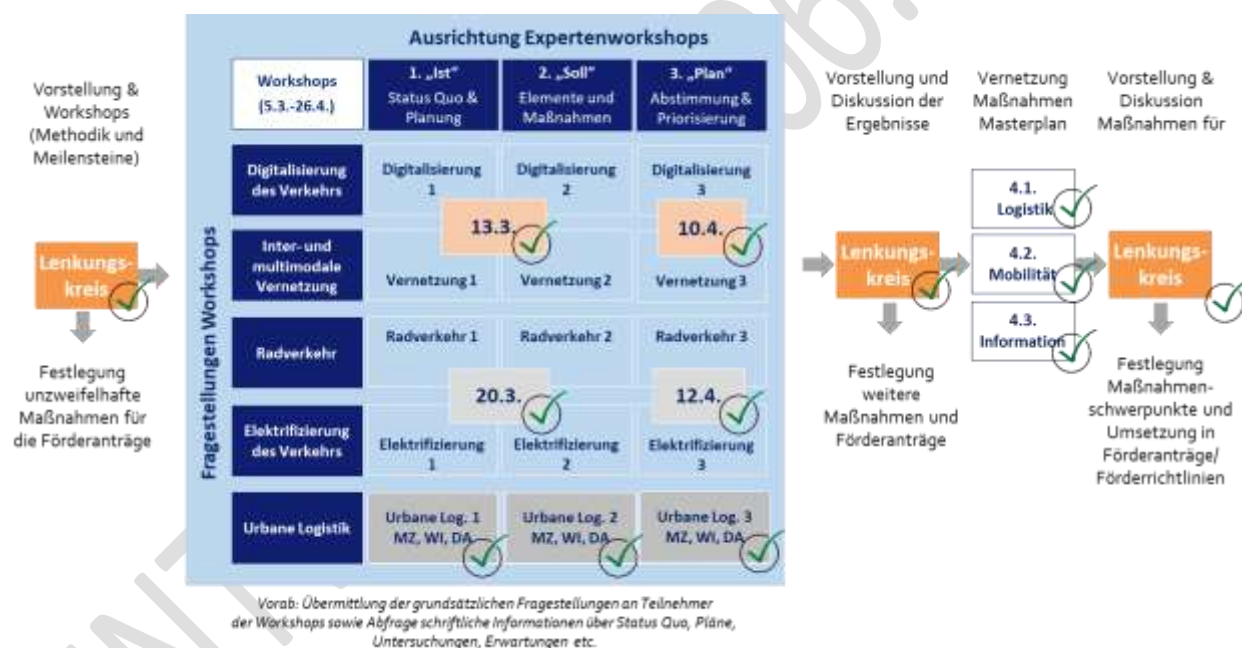 Ausrichtung Expertenworkshops
Vorstellung &
Workshops
(Methodik und
Meilensteine)
Lenkungs-
kreis
Festlegung
unzweifelhafte
Maßnahmen für
die Förderanträge
Fragestellungen Workshops
Workshops
(5.3.-26.4.)
1. „Ist"
Status Quo &
Planung
2. „Soll"
Elemente und
Maßnahmen
3. „Plan"
Abstimmung &
Priorisierung
Digitalisierung
des Verkehrs
Digitalisierung
1
Digitalisierung
2
Digitalisierung
3
13.3.
10.4.
Inter- und
multimodale
Vernetzung
Vernetzung 1
Vernetzung 2
Vernetzung 3
Radverkehr
Radverkehr 1
Radverkehr 2
Radverkehr 3
20.3.
12.4.
Elektrifizierung
des Verkehrs
Elektrifizierung
1
Elektrifizierung
2
Elektrifizierung
3
Urbane Logistik
Urbane Log. 1
MZ, WI, DA
Urbane Log. 2
MZ, WI, DA
Urbane Log. 3
MZ, WI, DA
Vorab: Übermittlung der grundsätzlichen Fragestellungen an Teilnehmer
der Workshops sowie Abfrage schriftliche Informationen über Status Quo, Pläne,
Untersuchungen, Erwartungen etc.
Vorstellung und
Diskussion der
Ergebnisse
Lenkungs-
kreis
Festlegung
weitere
Maßnahmen und
Förderanträge
Vernetzung
Maßnahmen
Masterplan
4.1.
Logistik
4.2.
Mobilität
4.3.
Information
Vorstellung &
Diskussion
Maßnahmen für
Lenkungs-
kreis
Festlegung
Maßnahmen-
schwerpunkte und
Umsetzung in
Förderanträge/
Förderrichtlinien